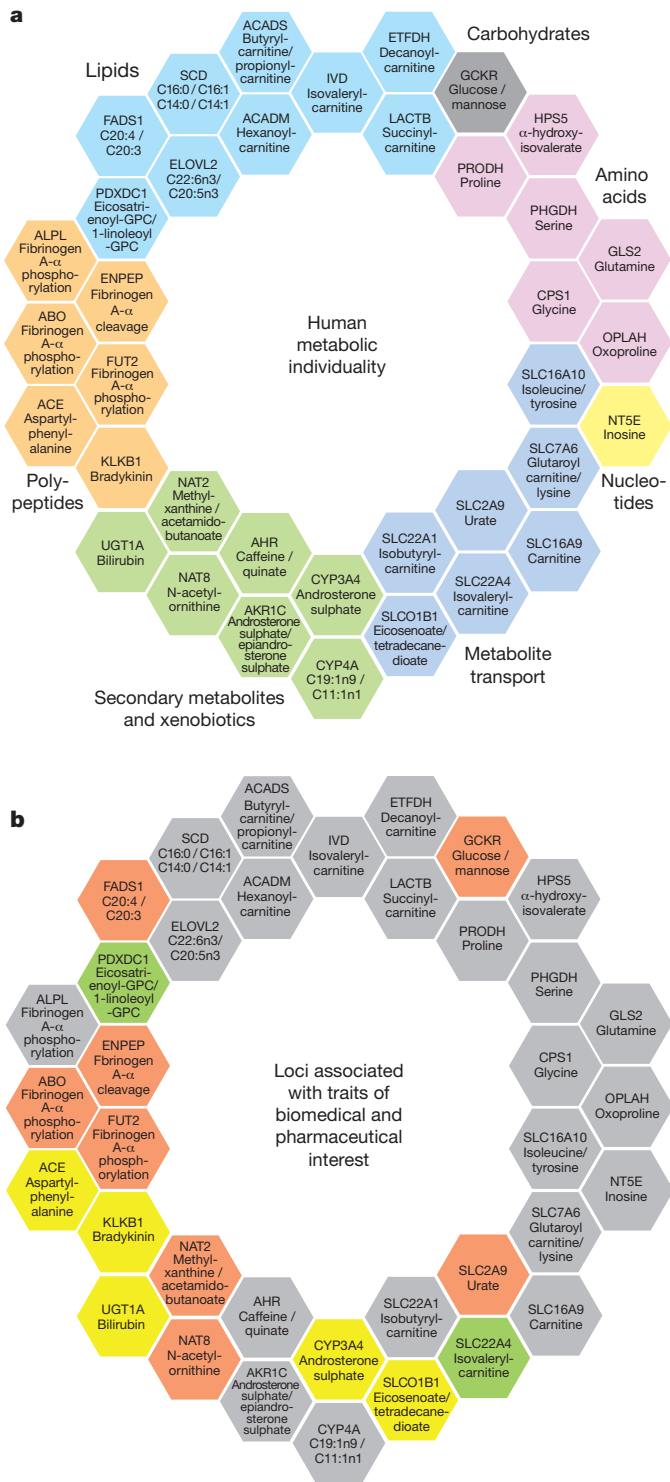 a
Lipids
Carbohydrates
Amino
acids
Human
metabolic
individuality
Poly-
peptides
Nucleo-
tides
Secondary metabolites
and xenobiotics
Metabolite
transport
ACADS
Butyryl-
carnitine/
propionyl-
carnitine
ETFDH
Decanoyl-
carnitine
SCD
C16:0 / C16:1
C14:0 / C14:1
IVD
Isovaleryl-
carnitine
GCKR
Glucose /
mannose
FADS1
C20:4 /
C20:3
ACADM
Hexanoyl-
carnitine
LACTB
Succinyl-
carnitine
HPS5
α-hydroxy-
isovalerate
ELOVL2
C22:6n3/
C20:5n3
PRODH
Proline
PDXDC1
Eicosatri-
enoyl-GPC/
1-linoleoyl
-GPC
PHGDH
Serine
ALPL
Fibrinogen
A-α
phospho-
rylation
GLS2
Glutamine
ENPEP
Fibrinogen
A-α
cleavage
CPS1
Glycine
ABO
Fibrinogen
A-α
phospho-
rylation
OPLAH
Oxoproline
FUT2
Fibrinogen
A-α
phospho-
rylation
SLC16A10
Isoleucine/
tyrosine
ACE
Aspartyl-
phenyl-
alanine
NT5E
Inosine
KLKB1
Bradykinin
SLC7A6
Glutaroyl
carnitine/
lysine
NAT2
Methyl-
xanthine /
acetamido-
butanoate
SLC2A9
Urate
UGT1A
Bilirubin
AHR
Caffeine /
quinate
SLC22A1
Isobutyryl-
carnitine
SLC16A9
Carnitine
NAT8
N-acetyl-
ornithine
CYP3A4
Androsterone
sulphate
SLC22A4
Isovaleryl-
carnitine
AKR1C
Androsterone
sulphate/
epiandro-
sterone
sulphate
SLCO1B1
Eicosenoate/
tetradecane-
dioate
CYP4A
C19:1n9 /
C11:1n1
b
Loci associated
with traits of
biomedical and
pharmaceutical
interest
ACADS
Butyryl-
carnitine/
propionyl-
carnitine
ETFDH
Decanoyl-
carnitine
SCD
C16:0 / C16:1
C14:0 / C14:1
IVD
Isovaleryl-
carnitine
GCKR
Glucose /
mannose
FADS1
C20:4 /
C20:3
ACADM
Hexanoyl-
carnitine
LACTB
Succinyl-
carnitine
HPS5
α-hydroxy-
isovalerate
ELOVL2
C22:6n3/
C20:5n3
PRODH
Proline
PDXDC1
Eicosatri-
enoyl-GPC/
1-linoleoyl
-GPC
PHGDH
Serine
ALPL
Fibrinogen
A-α
phospho-
rylation
GLS2
Glutamine
ENPEP
Fbrinogen
A-α
cleavage
CPS1
Glycine
ABO
Fibrinogen
A-α
phospho-
rylation
OPLAH
Oxoproline
FUT2
Fibrinogen
A-α
phosph-
orylation
SLC16A10
Isoleucine/
tyrosine
ACE
Aspartyl-
phenyl-
alanine
NT5E
Inosine
KLKB1
Bradykinin
SLC7A6
Glutaroyl
carnitine/
lysine
NAT2
Methyl-
xanthine /
acetamido-
butanoate
SLC2A9
Urate
UGT1A
Bilirubin
AHR
Caffeine /
quinate
SLC22A1
Isobutyryl-
carnitine
SLC16A9
Carnitine
NAT8
N-acetyl-
ornithine
CYP3A4
Androsterone
sulphate
SLC22A4
Isovaleryl-
carnitine
AKR1C
Androsterone
sulphate/
epiandro-
sterone
sulphate
SLCO1B1
Eicosenoate/
tetradecane-
dioate
CYP4A
C19:1n9 /
C11:1n1